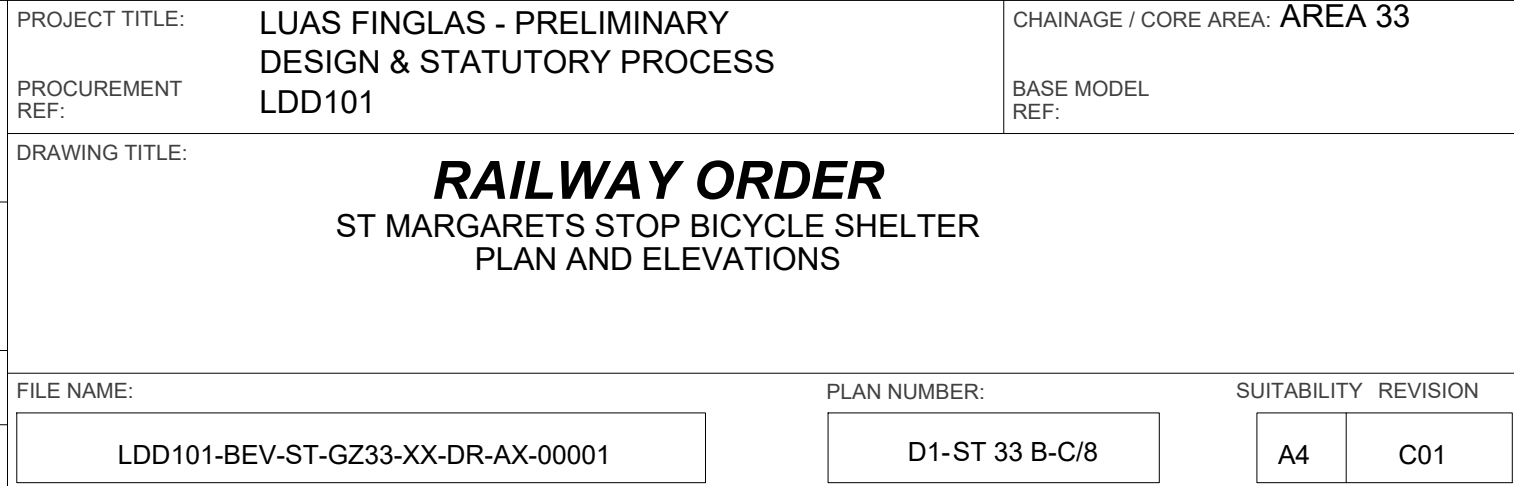 PROJECT TITLE:
LUAS FINGLAS - PRELIMINARY
DESIGN & STATUTORY PROCESS
PROCUREMENT
REF:
LDD101
CHAINAGE / CORE AREA: AREA 33
BASE MODEL
REF:
DRAWING TITLE:
RAILWAY ORDER
ST MARGARETS STOP BICYCLE SHELTER
PLAN AND ELEVATIONS
FILE NAME:
LDD101-BEV-ST-GZ33-XX-DR-AX-00001
PLAN NUMBER:
D1-ST 33 B-C/8
SUITABILITY REVISION
A4 C01